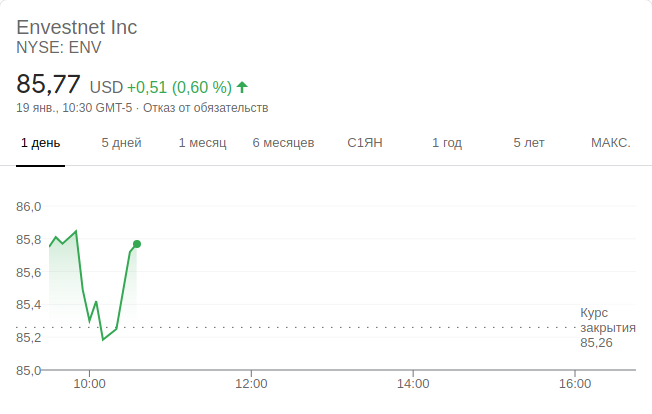 Envestnet Inc
NYSE: ENV
85,77 USD +0,51 (0,60 %)
19 янв., 10:30 GMT-5 · Отказ от обязательств
1 день 5 дней 1 месяц 6 месяцев С1ЯН 1 год 5 лет МАКС.
86,0
85,8
85,6
85,4
85,2
85,0
Курс
закрытия
85,26
10:00 12:00 14:00 16:00